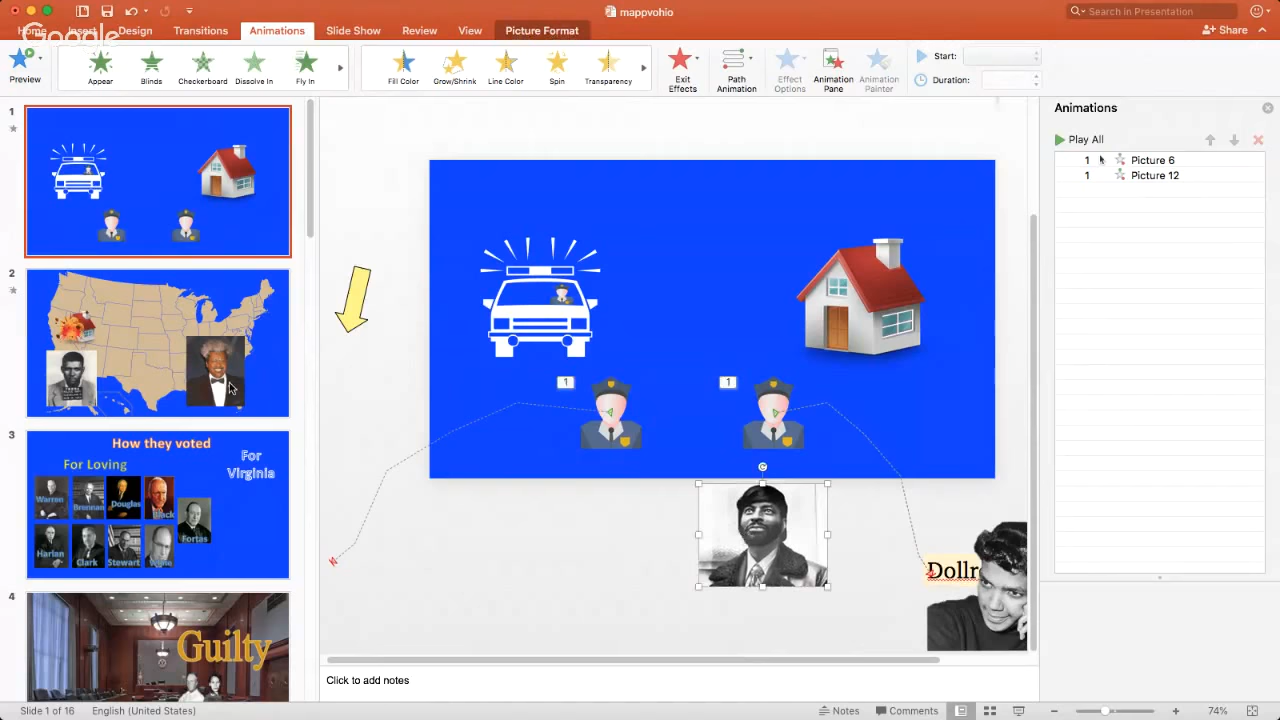 mappvohio
Search in Presentation
Home Insert Design Transitions Animations Slide Show Review View Picture Format
Google
Share
Preview
Appear Blinds Checkerboard Dissolve In Fly In
Fill Color Grow/Shrink Line Color Spin Transparency
Exit Effects
Path Animation
Effect Options
Animation Pane
Animation Painter
Start:
Duration:
Animations
Play All
1 Picture 6
1 Picture 12
1
2
3
How they voted
For Loving
For Virginia
Warren Brennan Douglas Black
Fortas
Harlan Clark Stewart
4
Guilty
1 1
Dollr
Click to add notes
Slide 1 of 16 English (United States)
Notes Comments 74%